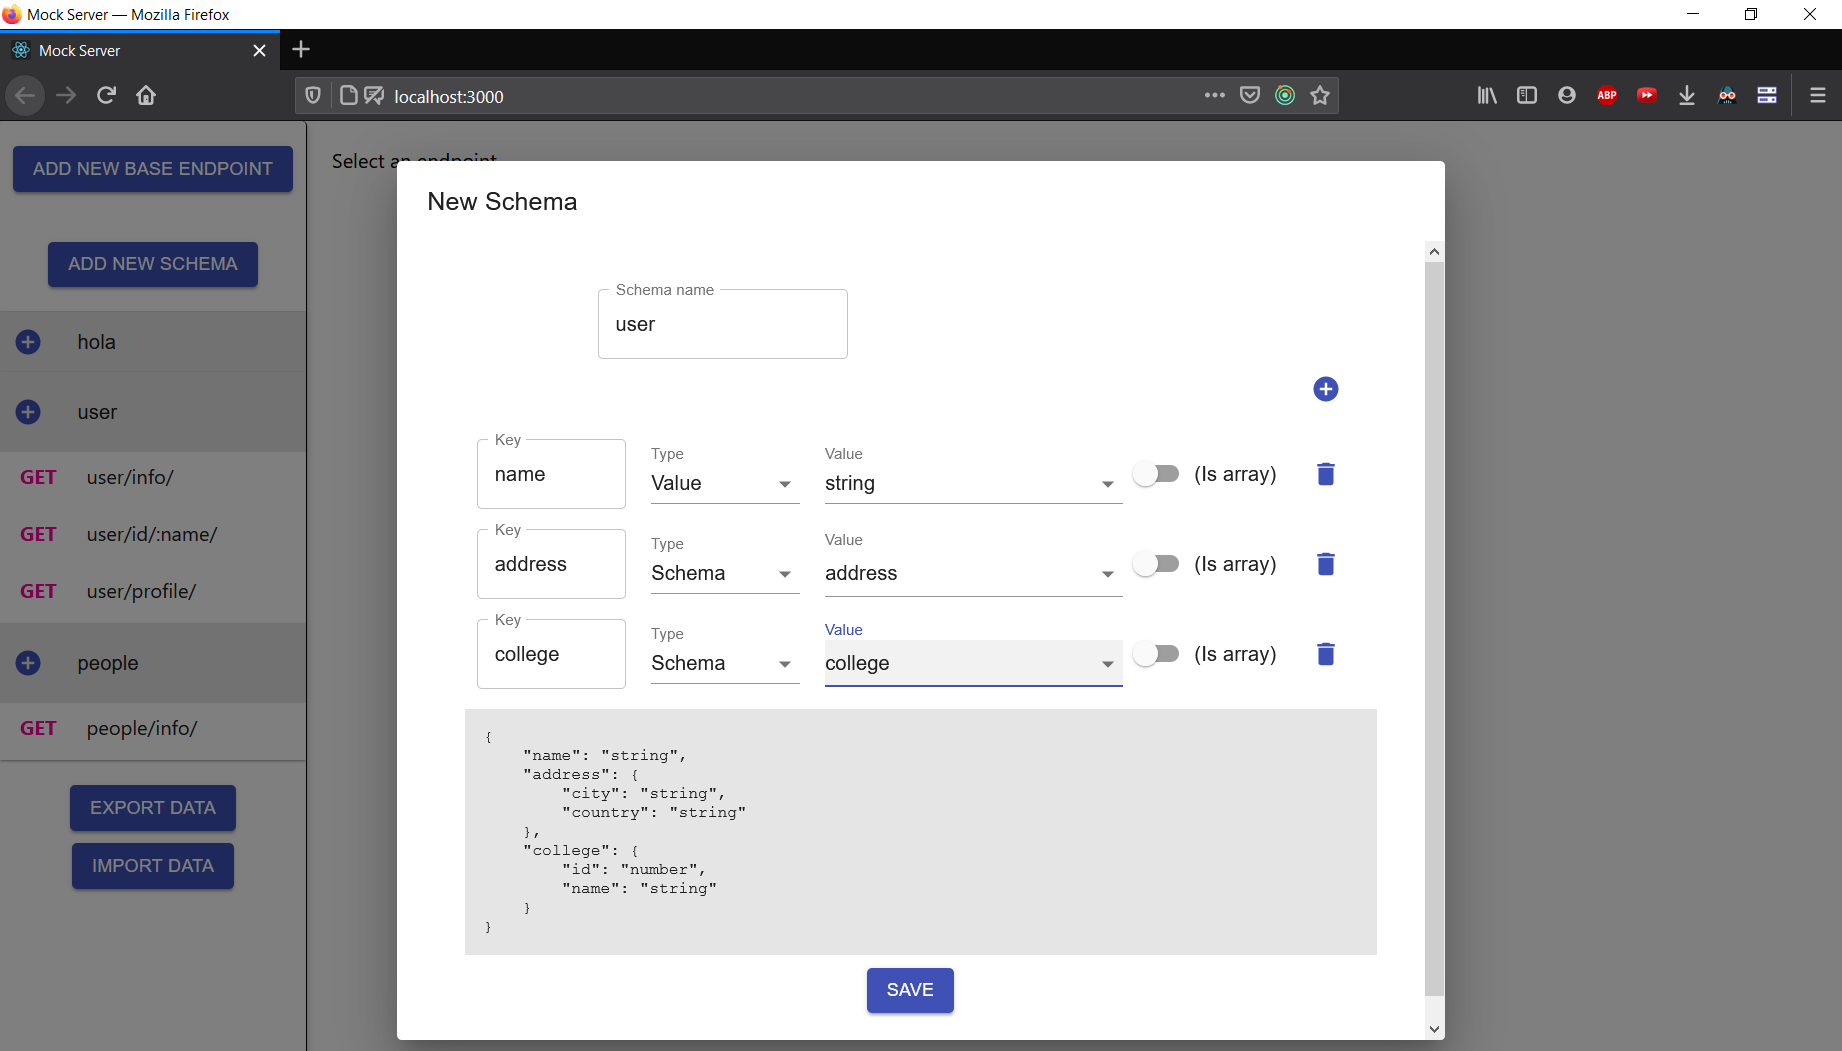 Mock Server — Mozilla Firefox
Mock Server
localhost:3000
ABP
ADD NEW BASE ENDPOINT
ADD NEW SCHEMA
hola
user
GET user/info/
GET user/id/:name/
GET user/profile/
people
GET people/info/
EXPORT DATA
IMPORT DATA
Select an endpoint
New Schema
Schema name
user
Key
name
Type
Value
Value
string
(Is array)
Key
address
Type
Schema
Value
address
(Is array)
Key
college
Type
Schema
Value
college
(Is array)
{
    "name": "string",
    "address": {
        "city": "string",
        "country": "string"
    },
    "college": {
        "id": "number",
        "name": "string"
    }
}
SAVE